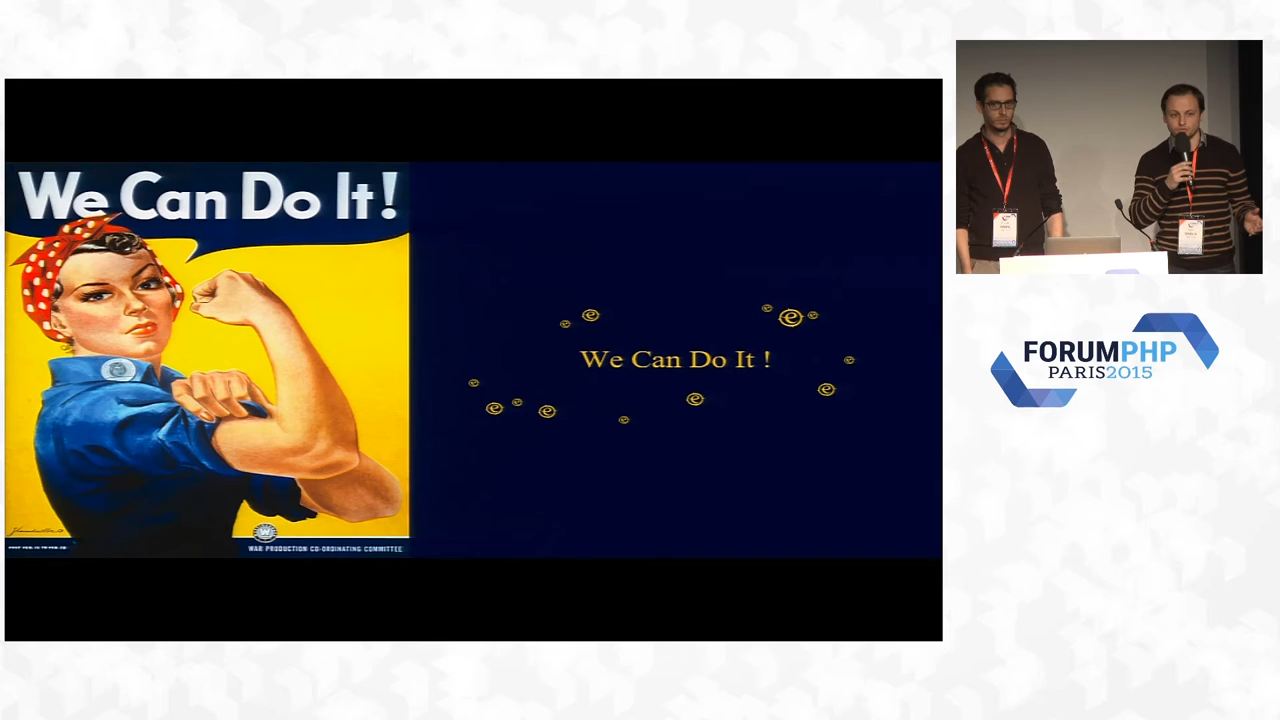 We Can Do It!
WAR PRODUCTION CO-ORDINATING COMMITTEE
We Can Do It !
FORUMPHP
PARIS2015